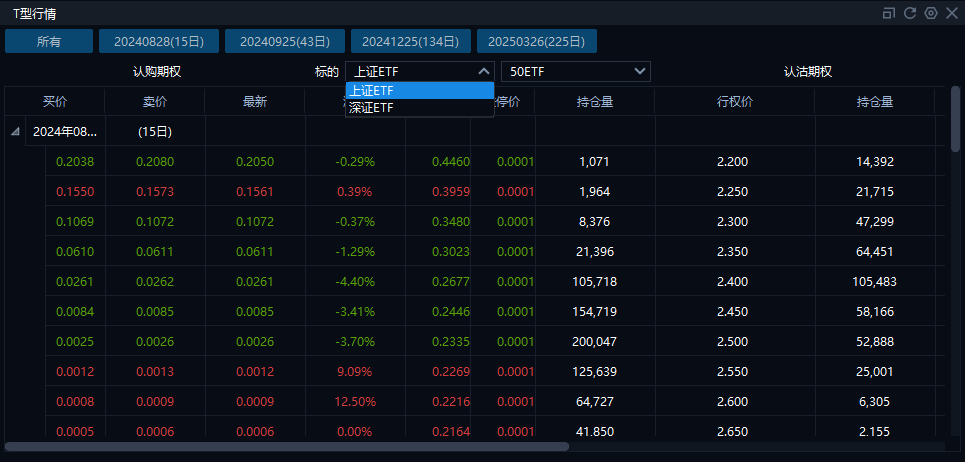 T型行情
所有 20240828(15日) 20240925(43日) 20241225(134日) 20250326(225日)
认购期权 标的 上证ETF 50ETF 认沽期权
上证ETF
深证ETF
买价 卖价 最新 停价 持仓量 行权价 持仓量
2024年08... (15日)
0.2038 0.2080 0.2050 -0.29% 0.4460 0.0001 1,071 2.200 14,392
0.1550 0.1573 0.1561 0.39% 0.3959 0.0001 1,964 2.250 21,715
0.1069 0.1072 0.1072 -0.37% 0.3480 0.0001 8,376 2.300 47,299
0.0610 0.0611 0.0611 -1.29% 0.3023 0.0001 21,396 2.350 64,451
0.0261 0.0262 0.0261 -4.40% 0.2677 0.0001 105,718 2.400 105,483
0.0084 0.0085 0.0085 -3.41% 0.2446 0.0001 154,719 2.450 58,166
0.0025 0.0026 0.0026 -3.70% 0.2335 0.0001 200,047 2.500 52,888
0.0012 0.0013 0.0012 9.09% 0.2269 0.0001 125,639 2.550 25,001
0.0008 0.0009 0.0009 12.50% 0.2216 0.0001 64,727 2.600 6,305
0.0005 0.0006 0.0006 0.00% 0.2164 0.0001 41,850 2.650 2,155